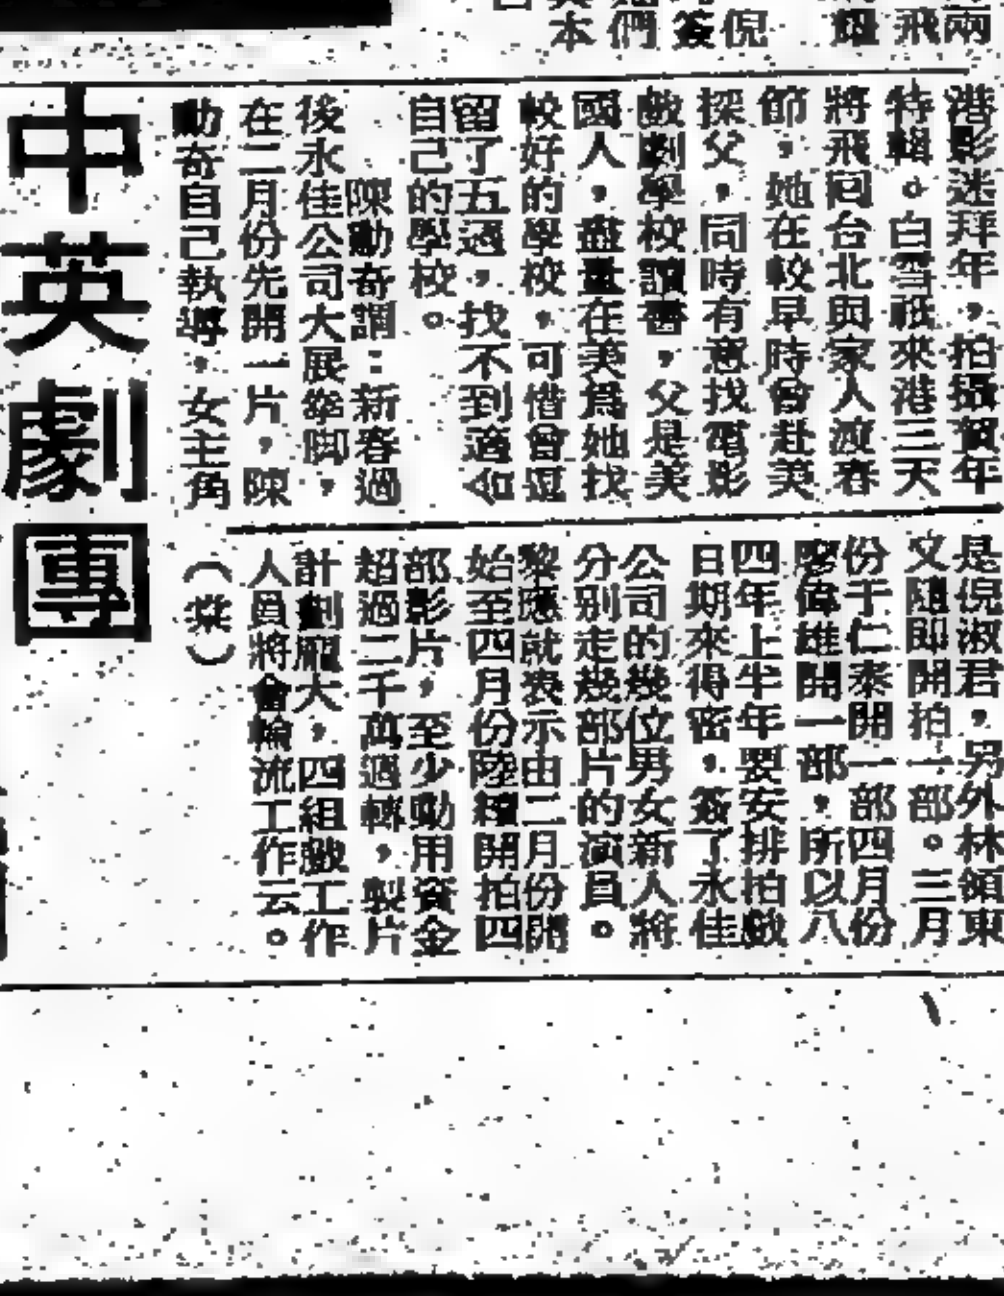 兩
飛
倪
簽
們
本
港影迷拜年，拍攝賀年
特輯。白雪祇來港三天
將飛回台北與家人渡春
節，她在較早時曾赴美
探父，同時有意找電影
戲劇學校讀書，父是美
國人，盡量在美爲她找
較好的學校，可惜曾逗
留了五週，找不到適合
自己的學校。
陳勳奇謂：新春過
後永佳公司大展拳脚，
在二月份先開一片，陳
勳奇自己執導，女主角
是倪淑君，另外林領東
又隨即開拍一部。三月
份于仁泰開一部四月份
廖偉雄開一部，所以八
四年上半年要安排拍戲
日期來得密，簽了永佳
公司的幾位男女新人將
分別走幾部片的演員。
黎應就表示由二月份開
始至四月份陸續開拍四
部影片，至少動用資金
超過二千萬週轉，製片
計劃龐大，四組戲工作
人員將會輪流工作云。
（棠）
中英劇團